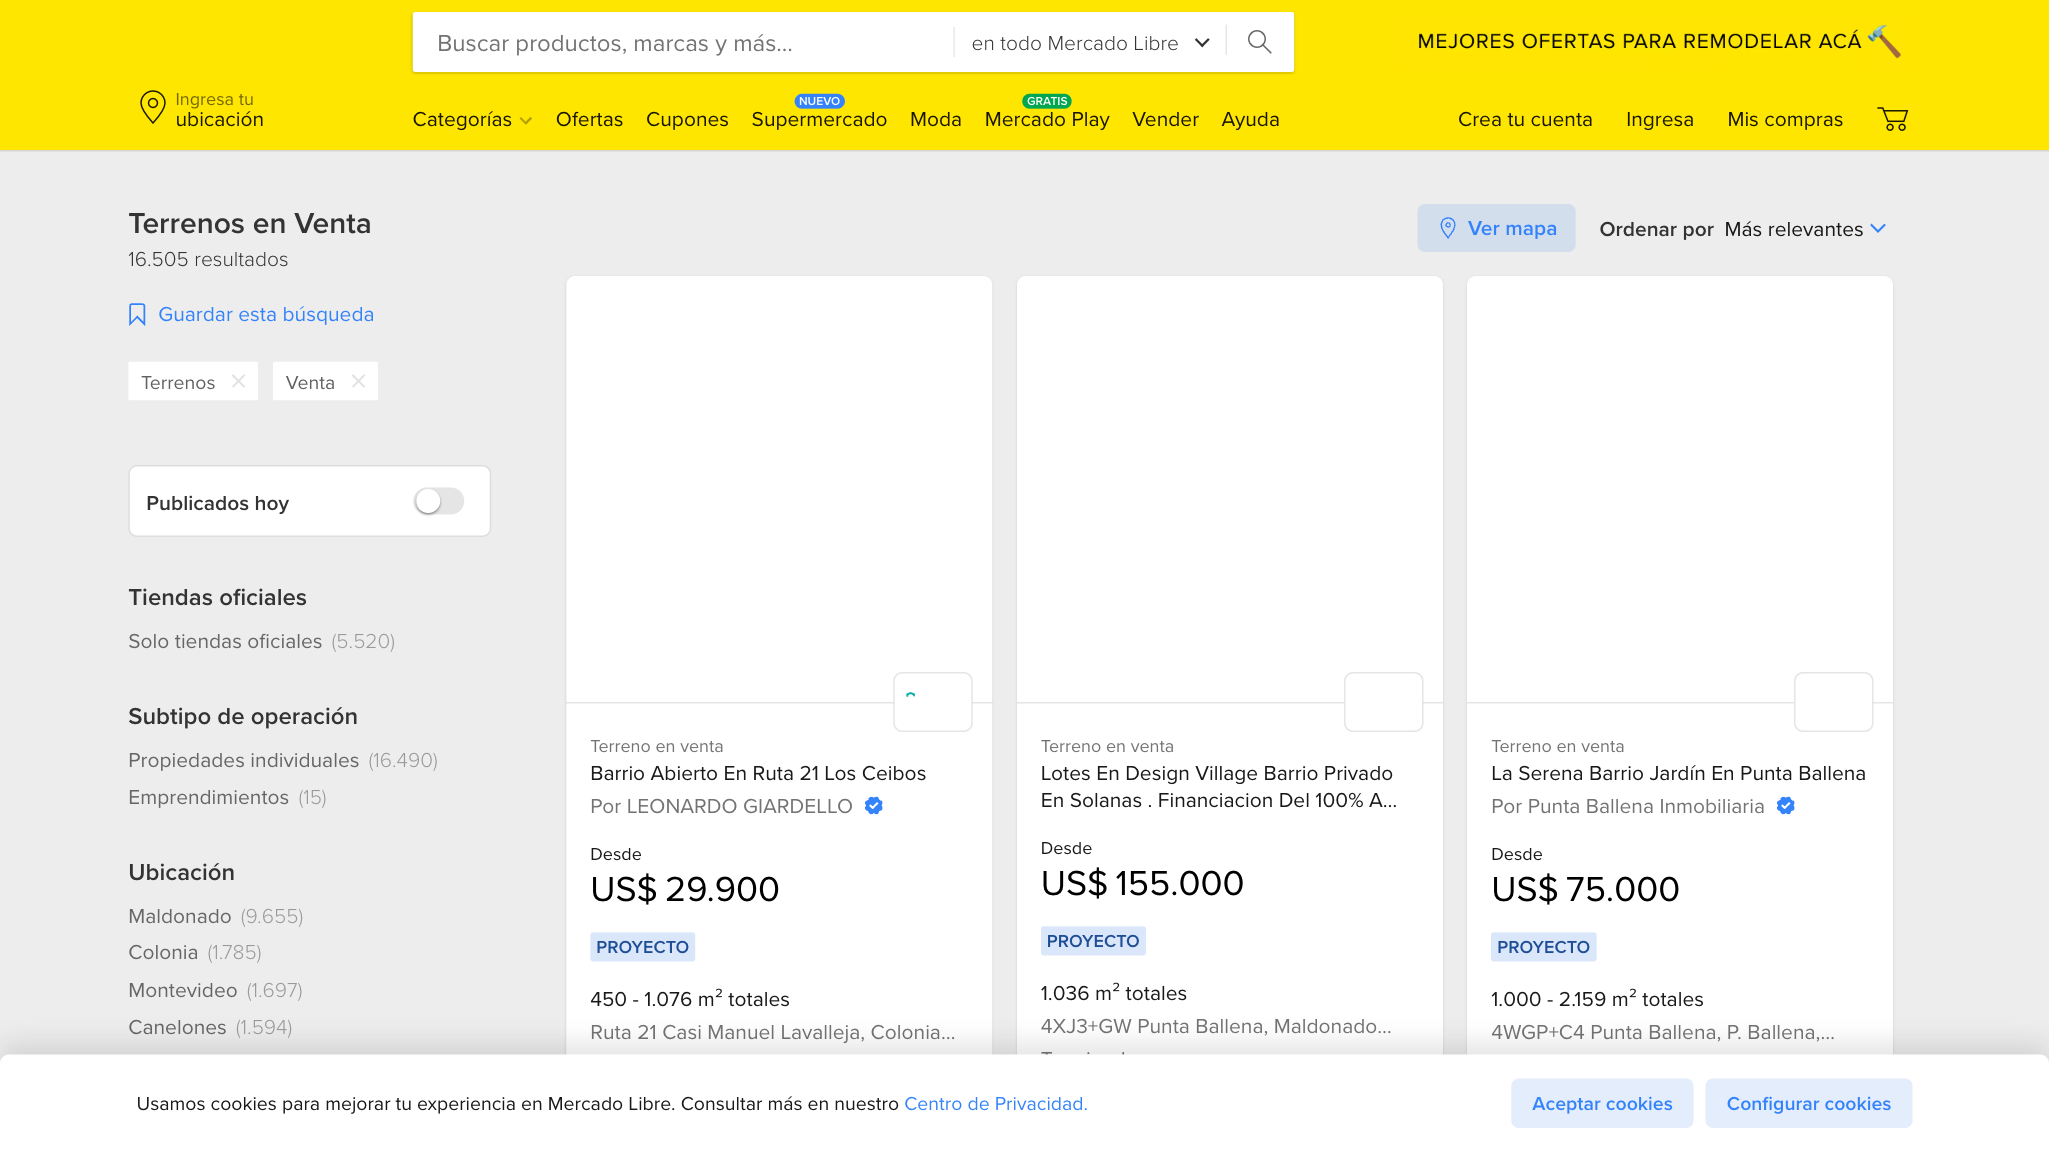 Buscar productos, marcas y más...
en todo Mercado Libre
MEJORES OFERTAS PARA REMODELAR ACÁ
Ingresa tu
ubicación
NUEVO
GRATIS
Categorías
Ofertas
Cupones
Supermercado
Moda
Mercado Play
Vender
Ayuda
Crea tu cuenta
Ingresa
Mis compras
Terrenos en Venta
16.505 resultados
Guardar esta búsqueda
Terrenos
Venta
Publicados hoy
Tiendas oficiales
Solo tiendas oficiales (5.520)
Subtipo de operación
Propiedades individuales (16.490)
Emprendimientos (15)
Ubicación
Maldonado (9.655)
Colonia (1.785)
Montevideo (1.697)
Canelones (1.594)
Ver mapa
Ordenar por Más relevantes
Terreno en venta
Barrio Abierto En Ruta 21 Los Ceibos
Por LEONARDO GIARDELLO
Desde
US$ 29.900
PROYECTO
450 - 1.076 m² totales
Ruta 21 Casi Manuel Lavalleja, Colonia...
Terreno en venta
Lotes En Design Village Barrio Privado
En Solanas . Financiacion Del 100% A...
Desde
US$ 155.000
PROYECTO
1.036 m² totales
4XJ3+GW Punta Ballena, Maldonado...
Terreno en venta
La Serena Barrio Jardín En Punta Ballena
Por Punta Ballena Inmobiliaria
Desde
US$ 75.000
PROYECTO
1.000 - 2.159 m² totales
4WGP+C4 Punta Ballena, P. Ballena,...
Usamos cookies para mejorar tu experiencia en Mercado Libre. Consultar más en nuestro Centro de Privacidad.
Aceptar cookies
Configurar cookies